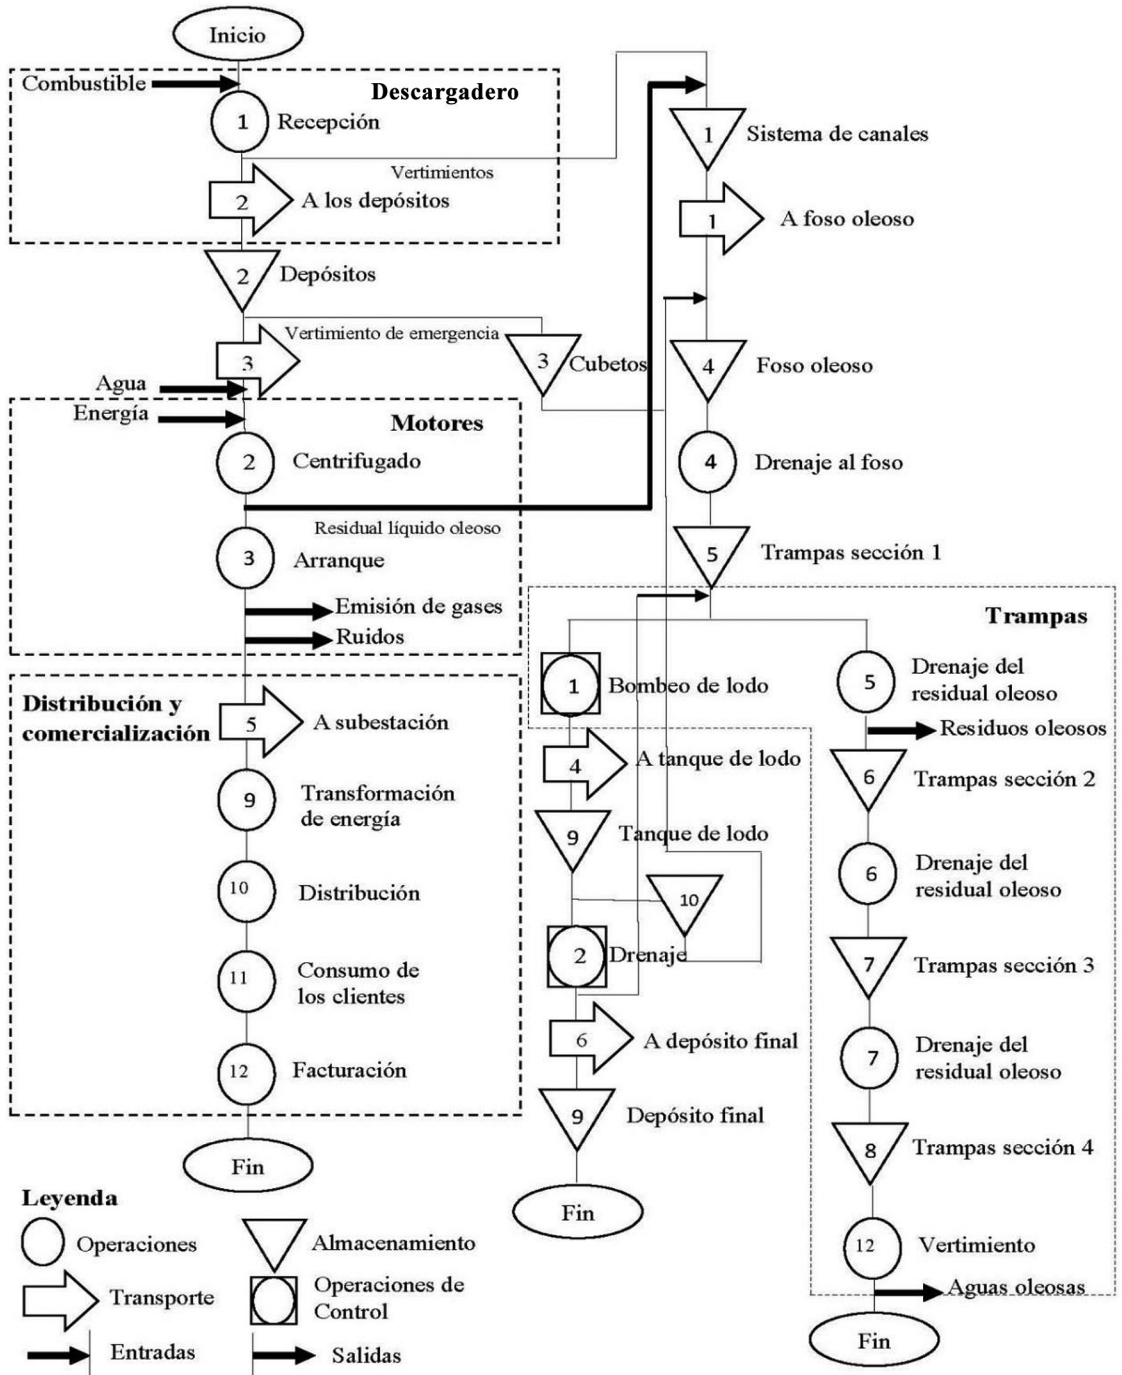 Inicio
Combustible
Descargadero
1
Recepción
Vertimientos
2
A los depósitos
2
Depósitos
Vertimiento de emergencia
3
3
Cubetos
Agua
Energía
Motores
2
Centrifugado
Residual líquido oleoso
3
Arranque
Emisión de gases
Ruidos
Distribución y
comercialización
5
A subestación
9
Transformación
de energía
10
Distribución
11
Consumo de
los clientes
12
Facturación
Fin
1
Sistema de canales
1
A foso oleoso
4
Foso oleoso
4
Drenaje al foso
5
Trampas sección 1
Trampas
1
Bombeo de lodo
4
A tanque de lodo
9
Tanque de lodo
10
2
Drenaje
6
A depósito final
9
Depósito final
Fin
5
Drenaje del
residual oleoso
Residuos oleosos
6
Trampas sección 2
6
Drenaje del
residual oleoso
7
Trampas sección 3
7
Drenaje del
residual oleoso
8
Trampas sección 4
12
Vertimiento
Aguas oleosas
Fin
Leyenda
Operaciones
Almacenamiento
Transporte
Operaciones de
Control
Entradas
Salidas